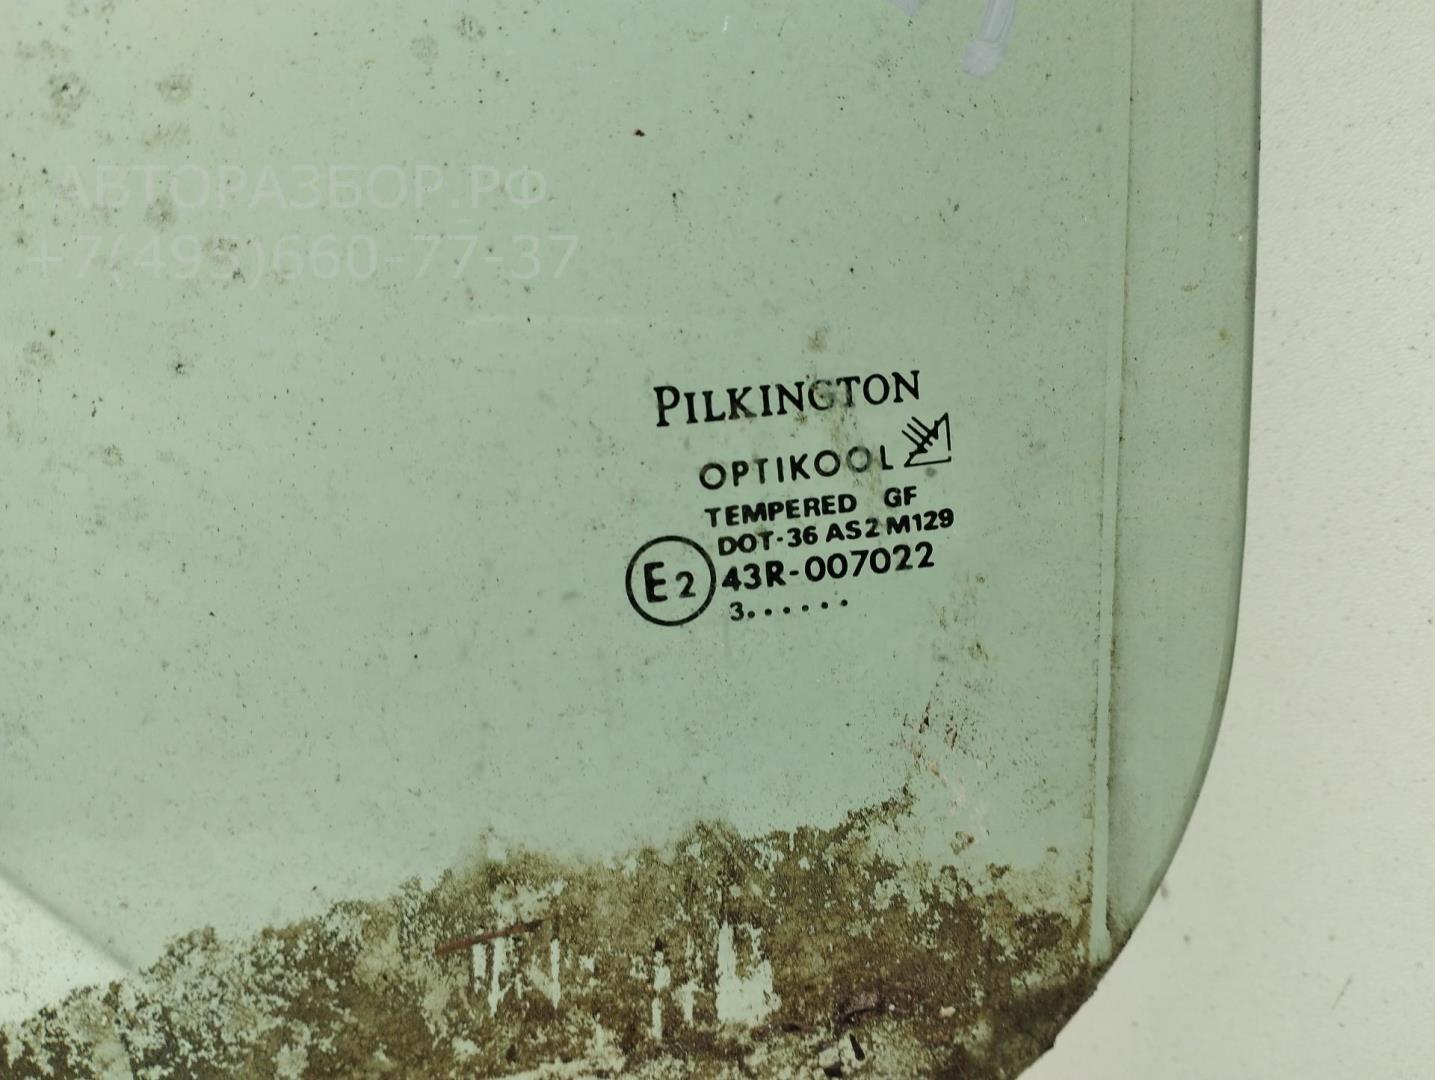 АВТОРАЗБОР.РФ
+7(495)660-77-37
PILKINGTON
OPTIKOOL
TEMPERED GF
DOT-36 AS2 M129
E2 43R-007022
3......